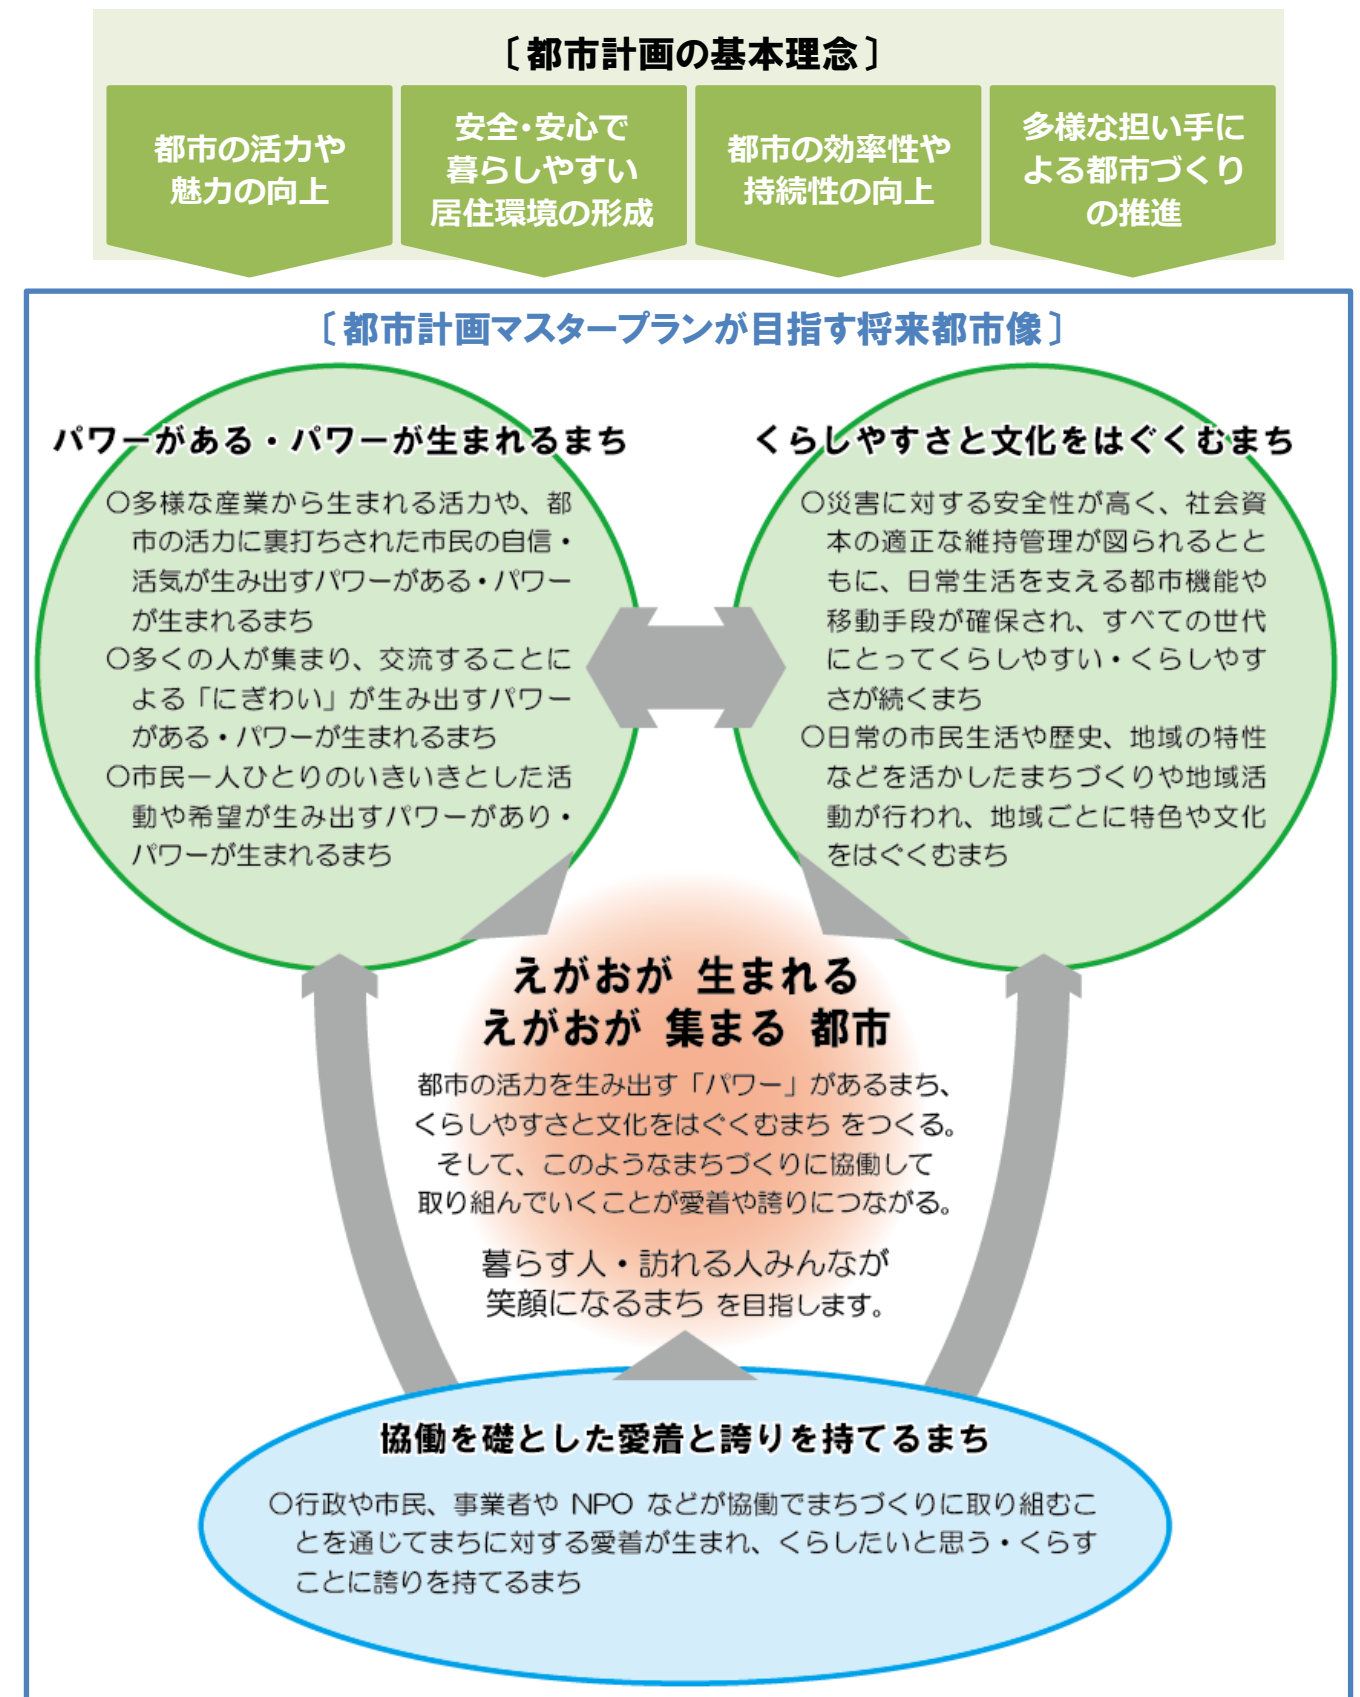 〔都市計画の基本理念〕
都市の活力や
魅力の向上
安全・安心で
暮らしやすい
居住環境の形成
都市の効率性や
持続性の向上
多様な担い手に
よる都市づくり
の推進
〔都市計画マスタープランが目指す将来都市像〕
パワーがある・パワーが生まれるまち
○多様な産業から生まれる活力や、都
市の活力に裏打ちされた市民の自信・
活気が生み出すパワーがある・パワー
が生まれるまち
○多くの人が集まり、交流することに
よる「にぎわい」が生み出すパワー
がある・パワーが生まれるまち
○市民一人ひとりのいきいきとした活
動や希望が生み出すパワーがあり・
パワーが生まれるまち
くらしやすさと文化をはぐくむまち
○災害に対する安全性が高く、社会資
本の適正な維持管理が図られるとと
もに、日常生活を支える都市機能や
移動手段が確保され、すべての世代
にとってくらしやすい・くらしやす
さが続くまち
○日常の市民生活や歴史、地域の特性
などを活かしたまちづくりや地域活
動が行われ、地域ごとに特色や文化
をはぐくむまち
えがおが 生まれる
えがおが 集まる 都市
都市の活力を生み出す「パワー」があるまち、
くらしやすさと文化をはぐくむまち をつくる。
そして、このようなまちづくりに協働して
取り組んでいくことが愛着や誇りにつながる。
暮らす人・訪れる人みんなが
笑顔になるまち を目指します。
協働を礎とした愛着と誇りを持てるまち
○行政や市民、事業者や NPO などが協働でまちづくりに取り組むこ
とを通じてまちに対する愛着が生まれ、くらしたいと思う・くらす
ことに誇りを持てるまち